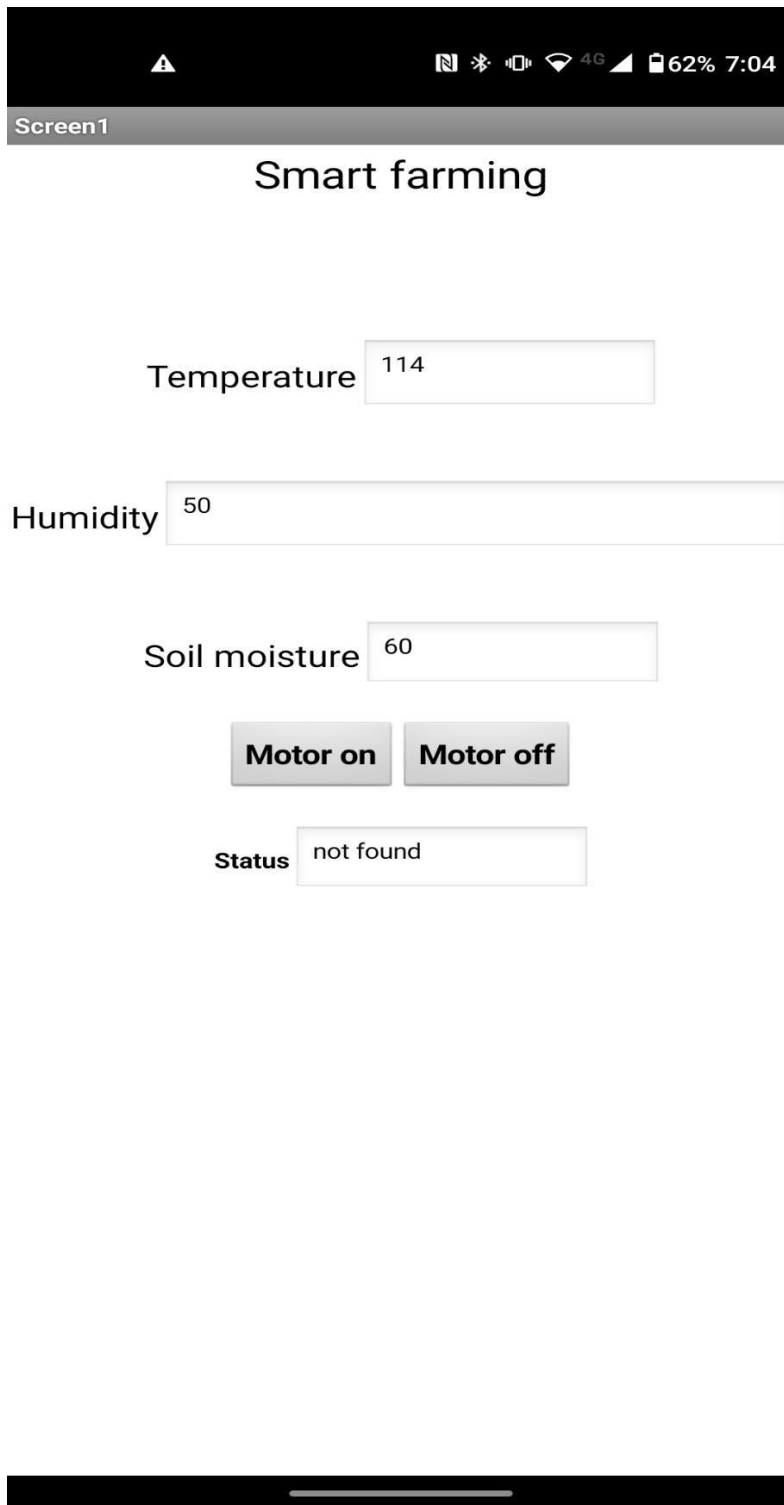 4G 62% 7:04
Screen1
Smart farming
Temperature 114
Humidity 50
Soil moisture 60
Motor on Motor off
Status not found